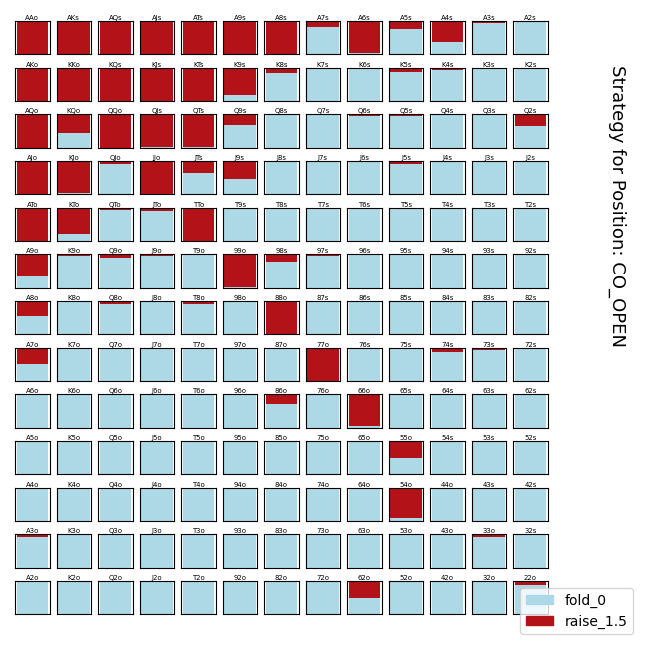 AAo AKs AQs AJs ATs A9s A8s A7s A6s A5s A4s A3s A2s
AKo KKo KQs KJs KTs K9s K8s K7s K6s K5s K4s K3s K2s
AQo KQo QQo QJs QTs Q9s Q8s Q7s Q6s Q5s Q4s Q3s Q2s
AJo KJo QJo JJo JTs J9s J8s J7s J6s J5s J4s J3s J2s
ATo KTo QTo JTo TTo T9s T8s T7s T6s T5s T4s T3s T2s
A9o K9o Q9o J9o T9o 99o 98s 97s 96s 95s 94s 93s 92s
A8o K8o Q8o J8o T8o 98o 88o 87s 86s 85s 84s 83s 82s
A7o K7o Q7o J7o T7o 97o 87o 77o 76s 75s 74s 73s 72s
A6o K6o Q6o J6o T6o 96o 86o 76o 66o 65s 64s 63s 62s
A5o K5o Q5o J5o T5o 95o 85o 75o 65o 55o 54s 53s 52s
A4o K4o Q4o J4o T4o 94o 84o 74o 64o 54o 44o 43s 42s
A3o K3o Q3o J3o T3o 93o 83o 73o 63o 53o 43o 33o 32s
A2o K2o Q2o J2o T2o 92o 82o 72o 62o 52o 42o 32o 22o
Strategy for Position: CO_OPEN
fold_0
raise_1.5